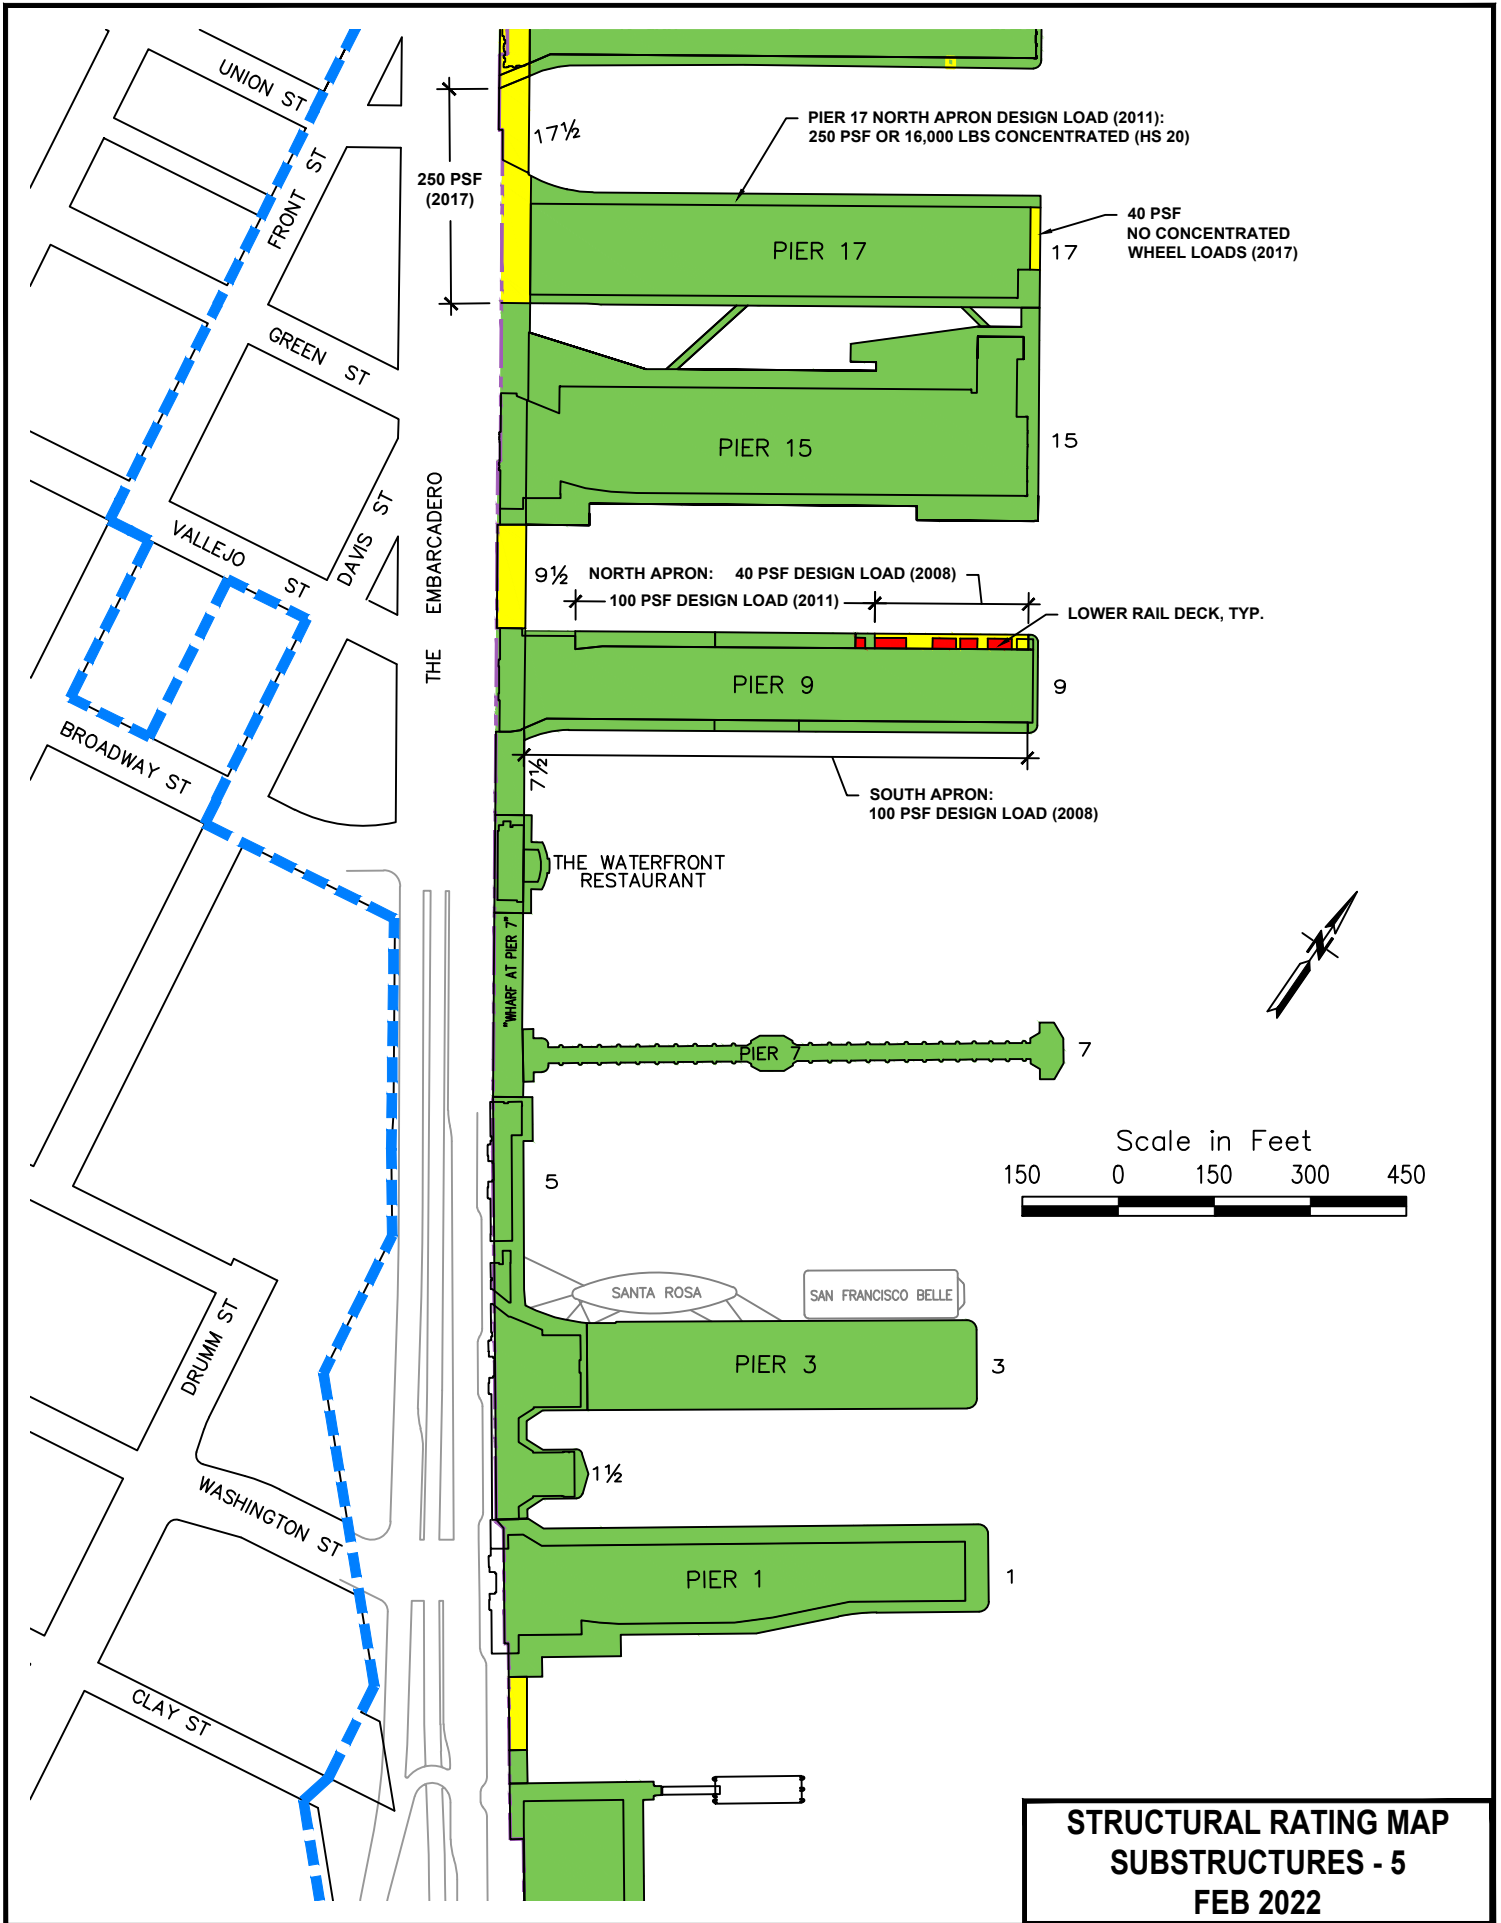 UNION ST
17½
PIER 17 NORTH APRON DESIGN LOAD (2011):
250 PSF OR 16,000 LBS CONCENTRATED (HS 20)
250 PSF
(2017)
FRONT ST
40 PSF
NO CONCENTRATED
WHEEL LOADS (2017)
PIER 17
17
GREEN ST
PIER 15
15
VALLEJO ST
DAVIS ST
THE EMBARCADERO
9½
NORTH APRON: 40 PSF DESIGN LOAD (2008)
100 PSF DESIGN LOAD (2011)
LOWER RAIL DECK, TYP.
PIER 9
9
BROADWAY ST
7½
SOUTH APRON:
100 PSF DESIGN LOAD (2008)
THE WATERFRONT
RESTAURANT
"WHARF AT PIER 7"
N
PIER 7
7
Scale in Feet
150 0 150 300 450
5
SANTA ROSA
SAN FRANCISCO BELLE
DRUMM ST
PIER 3
3
1½
WASHINGTON ST
PIER 1
1
CLAY ST
STRUCTURAL RATING MAP
SUBSTRUCTURES - 5
FEB 2022